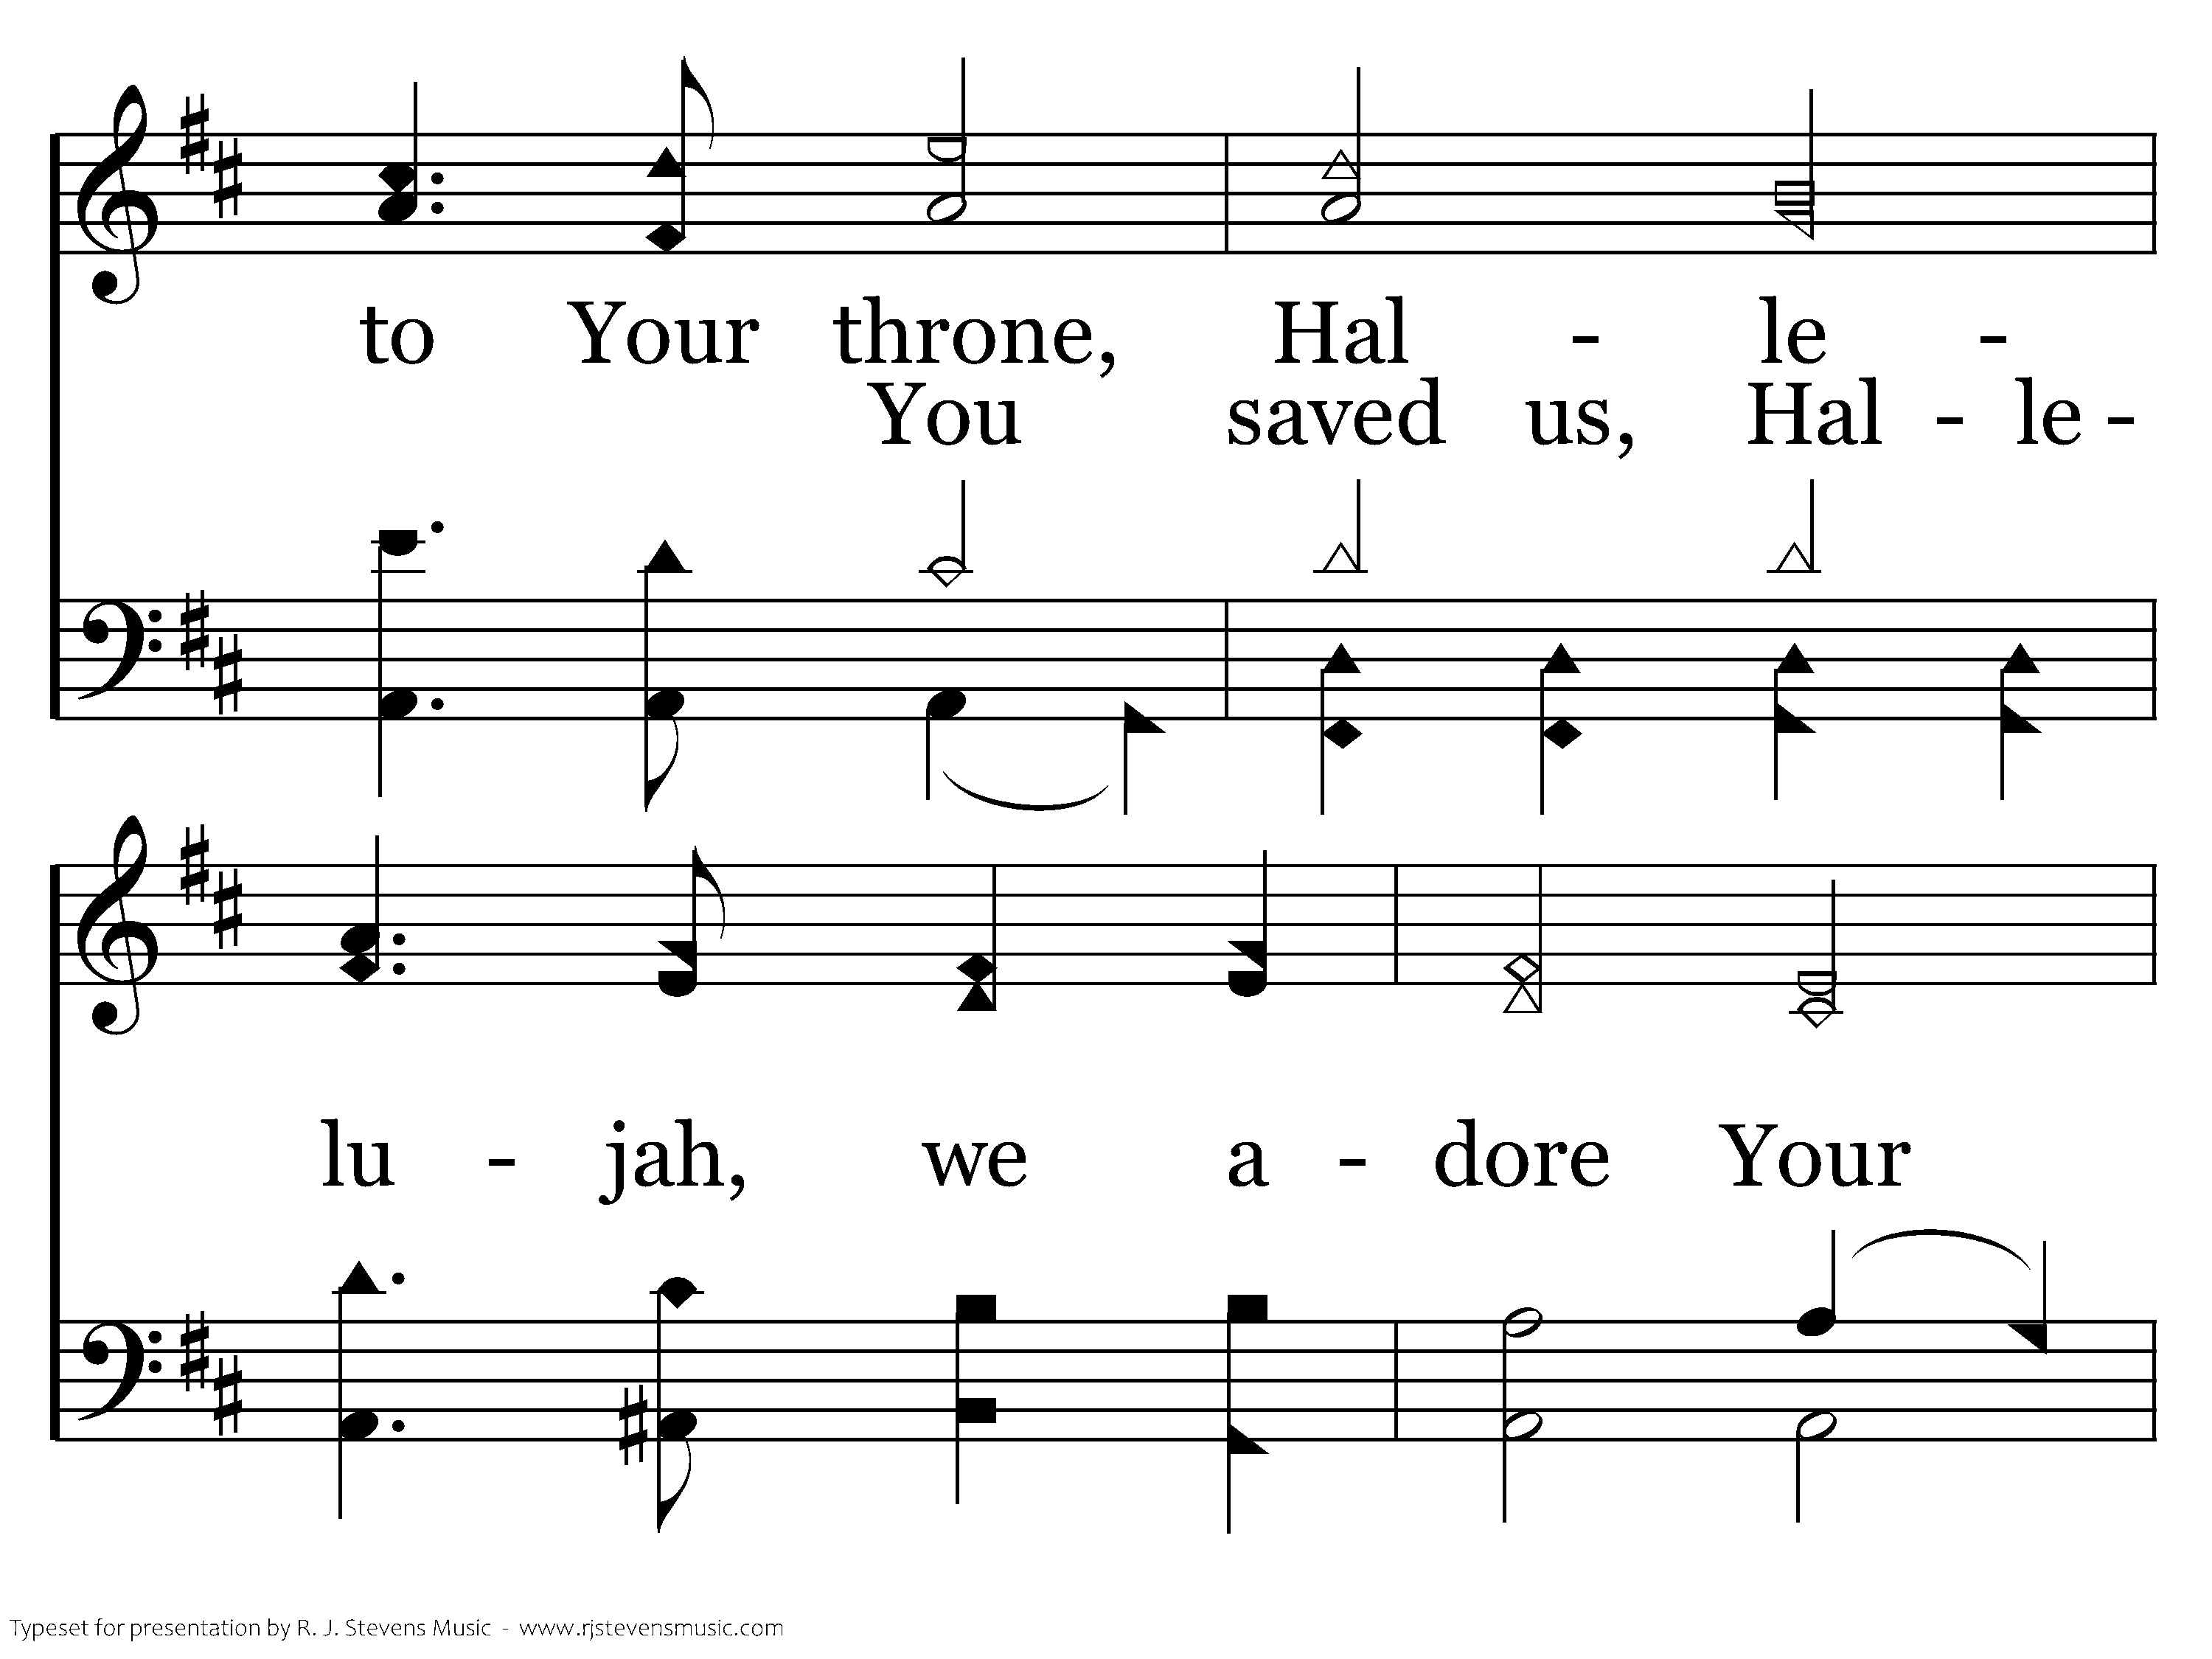 to Your throne, Hal - le -
You saved us, Hal - le -
lu - jah, we a - dore Your
Typeset for presentation by R. J. Stevens Music - www.rjstevensmusic.com